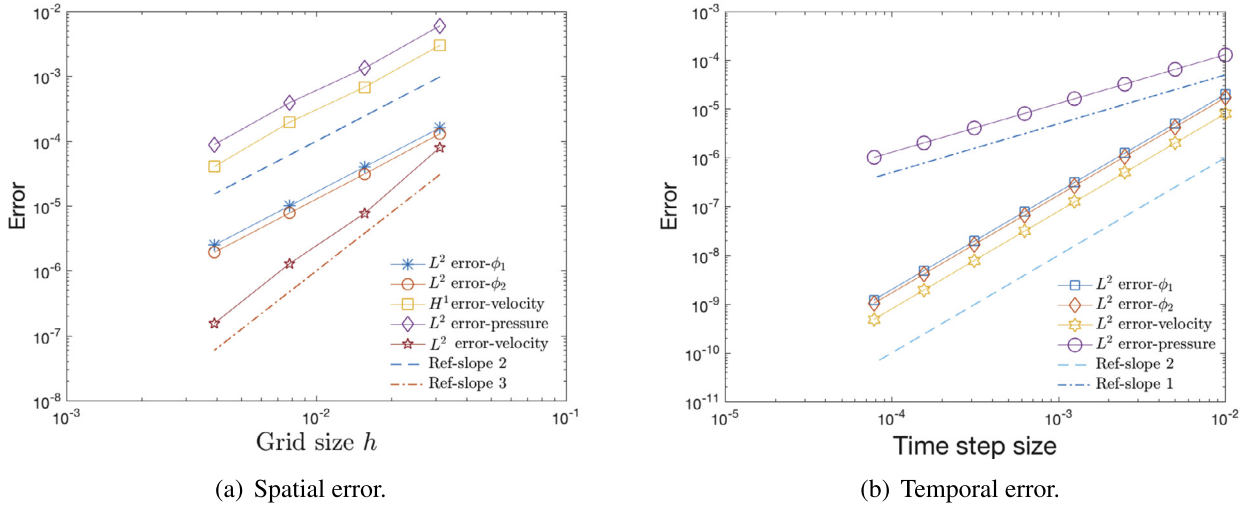 10^-2
10^-3
10^-4
10^-5
10^-6
10^-7
10^-8
Error
L^2 error-ϕ_1
L^2 error-ϕ_2
H^1error-velocity
L^2 error-pressure
L^2 error-velocity
Ref-slope 2
Ref-slope 3
10^-3
10^-2
10^-1
Grid size h
(a) Spatial error.
10^-3
10^-4
10^-5
10^-6
10^-7
10^-8
10^-9
10^-10
10^-11
Error
L^2 error-ϕ_1
L^2 error-ϕ_2
L^2 error-velocity
L^2 error-pressure
Ref-slope 2
Ref-slope 1
10^-5
10^-4
10^-3
10^-2
Time step size
(b) Temporal error.